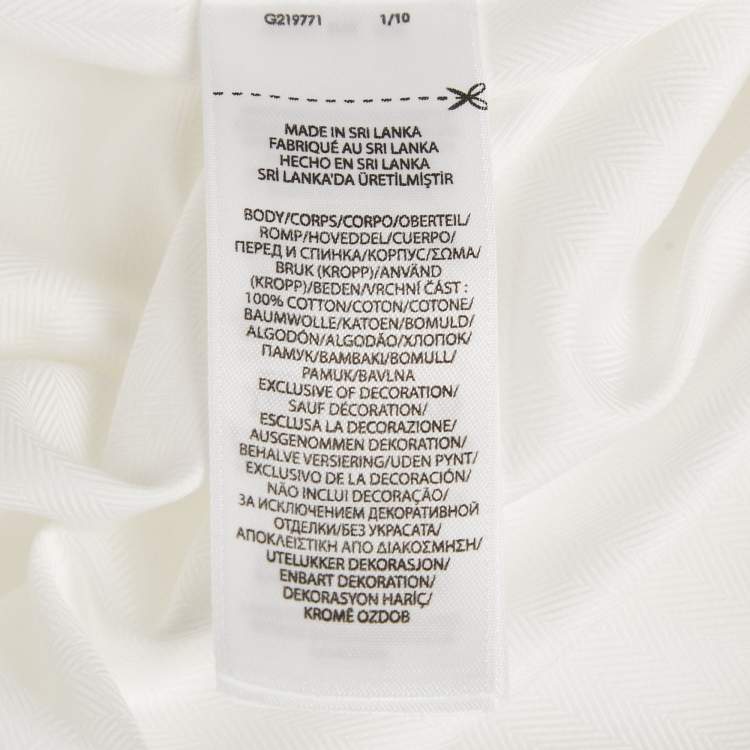 G219771 1/10
MADE IN SRI LANKA
FABRIQUÉ AU SRI LANKA
HECHO EN SRI LANKA
SRİ LANKA'DA ÜRETİLMİŞTİR
BODY/CORPS/CORPO/OBERTEIL/
ROMP/HOVEDDEL/CUERPO/
ПЕРЕД И СПИНКА/КОРПУС/ΣΩΜΑ/
BRUK (KROPP)/ANVÄND
(KROPP)/BEDEN/VRCHNÍ ČÁST :
100% COTTON/COTON/COTONE/
BAUMWOLLE/KATOEN/BOMULD/
ALGODÓN/ALGODÃO/ХЛОПОК/
ПАМУК/ΒΑΜΒΑΚΙ/BOMULL/
PAMUK/BAVLNA
EXCLUSIVE OF DECORATION/
SAUF DÉCORATION/
ESCLUSA LA DECORAZIONE/
AUSGENOMMEN DEKORATION/
BEHALVE VERSIERING/UDEN PYNT/
EXCLUSIVO DE LA DECORACIÓN/
NÃO INCLUI DECORAÇÃO/
ЗА ИСКЛЮЧЕНИЕМ ДЕКОРАТИВНОЙ
ОТДЕЛКИ/БЕЗ УКРАСАТА/
ΑΠΟΚΛΕΙΣΤΙΚΗ ΑΠΟ ΔΙΑΚΟΣΜΗΣΗ/
UTELUKKER DEKORASJON/
ENBART DEKORATION/
DEKORASYON HARİÇ/
KROMĚ OZDOB